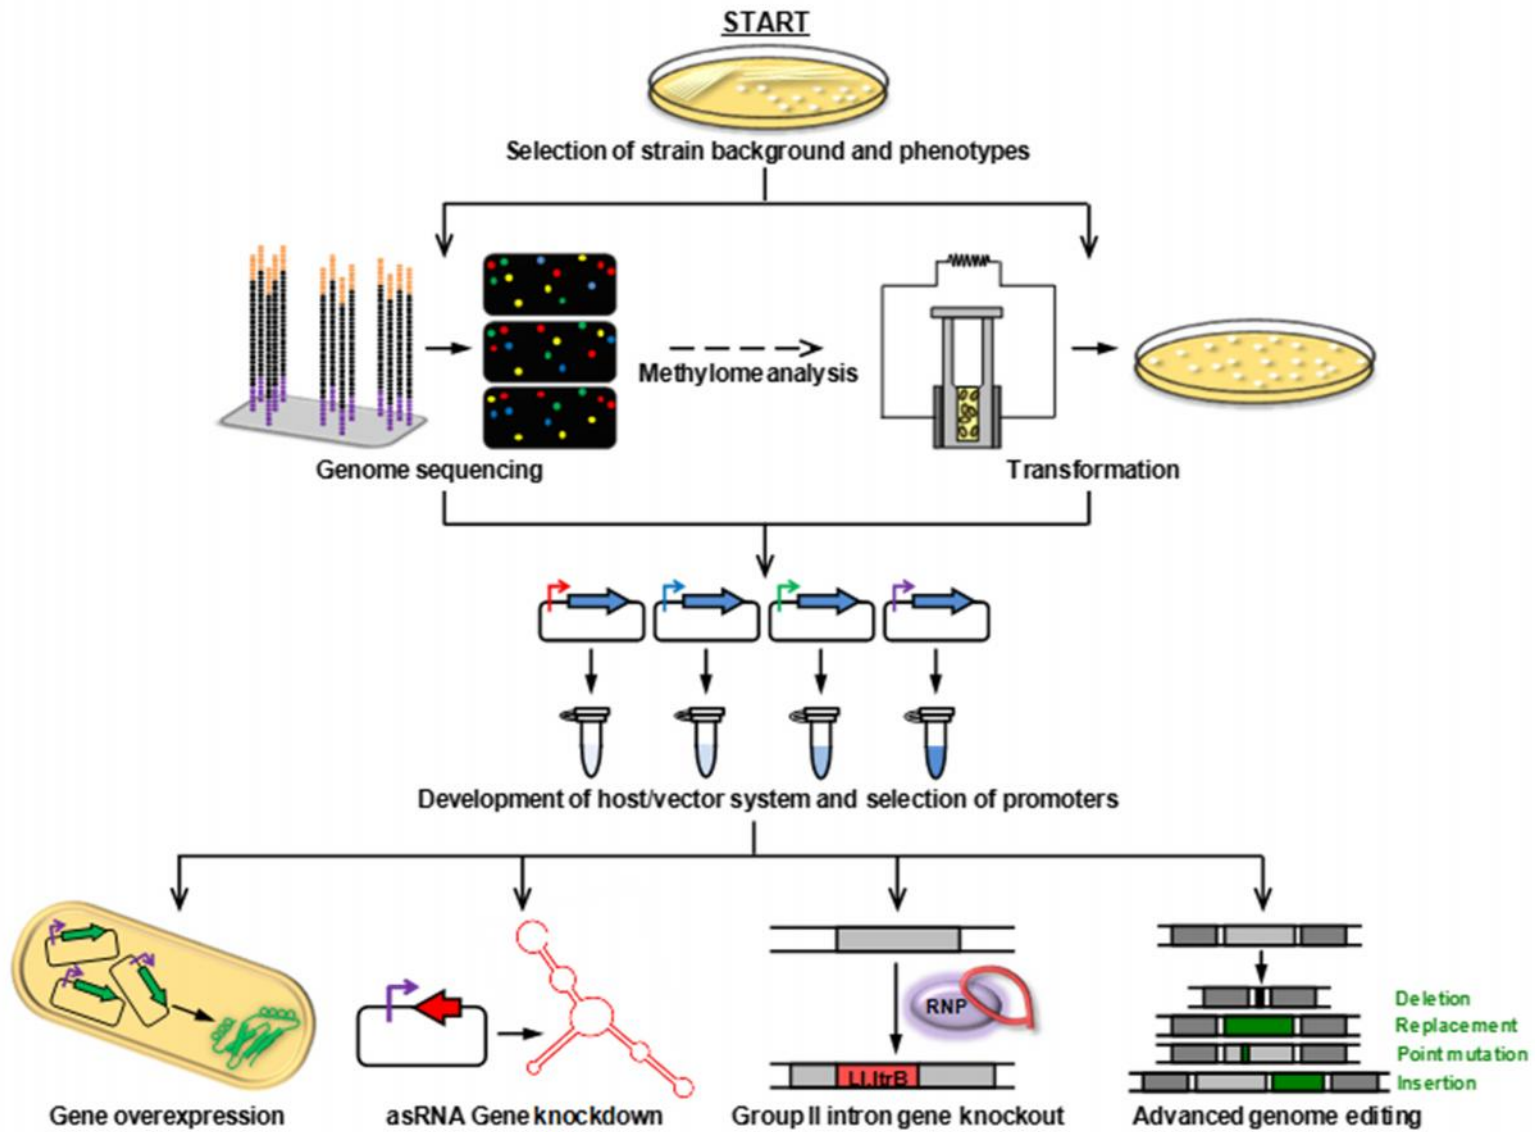 START
Selection of strain background and phenotypes
Methylome analysis
Genome sequencing
Transformation
Development of host/vector system and selection of promoters
RNP
Ll.ltrB
Deletion
Replacement
Point mutation
Insertion
Gene overexpression
asRNA Gene knockdown
Group II intron gene knockout
Advanced genome editing